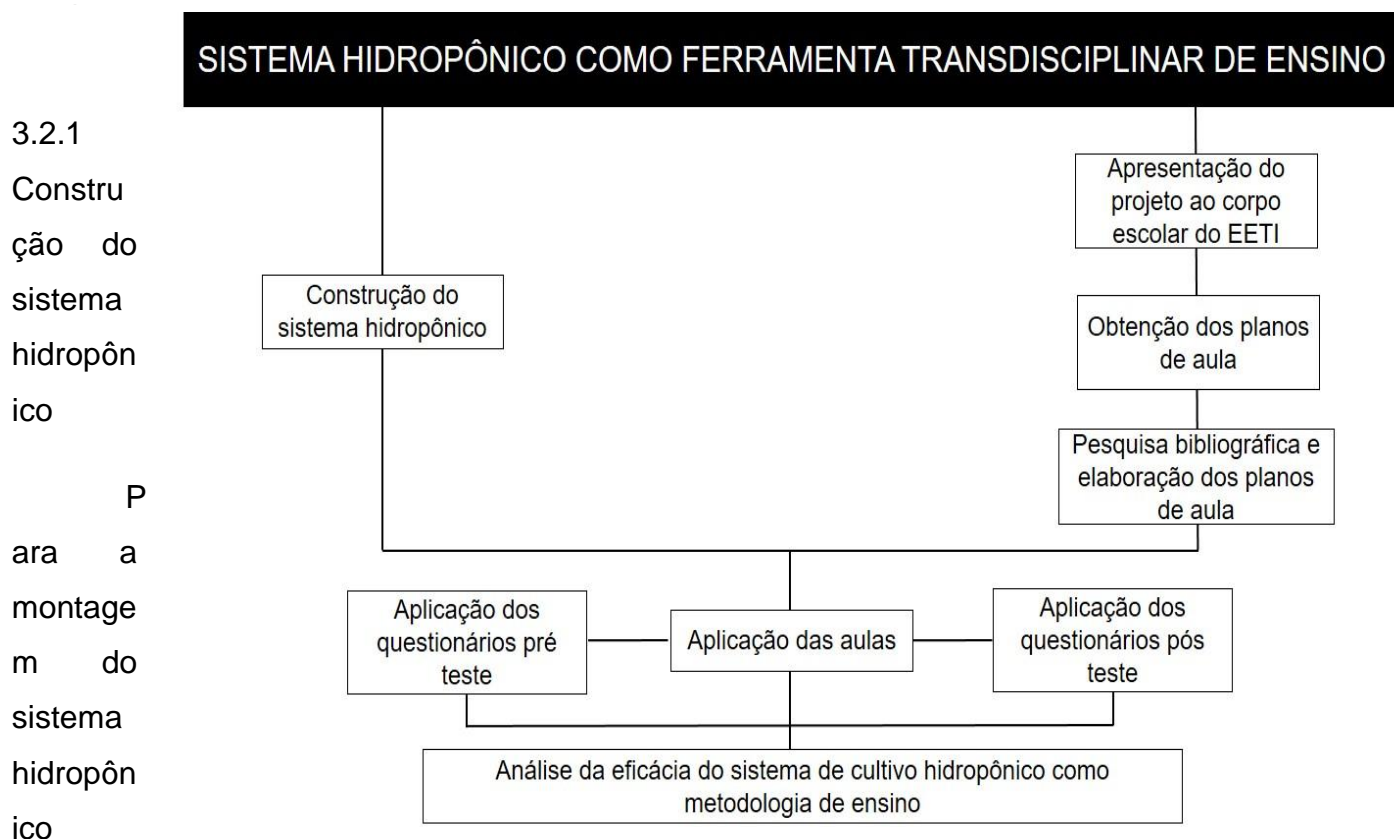 SISTEMA HIDROPÔNICO COMO FERRAMENTA TRANSDISCIPLINAR DE ENSINO
3.2.1
Constru
ção do
sistema
hidropôn
ico
P
ara a
montage
m do
sistema
hidropôn
ico
Construção do
sistema hidropônico
Apresentação do
projeto ao corpo
escolar do EETI
Obtenção dos planos
de aula
Pesquisa bibliográfica e
elaboração dos planos
de aula
Aplicação dos
questionários pré
teste
Aplicação das aulas
Aplicação dos
questionários pós
teste
Análise da eficácia do sistema de cultivo hidropônico como
metodologia de ensino